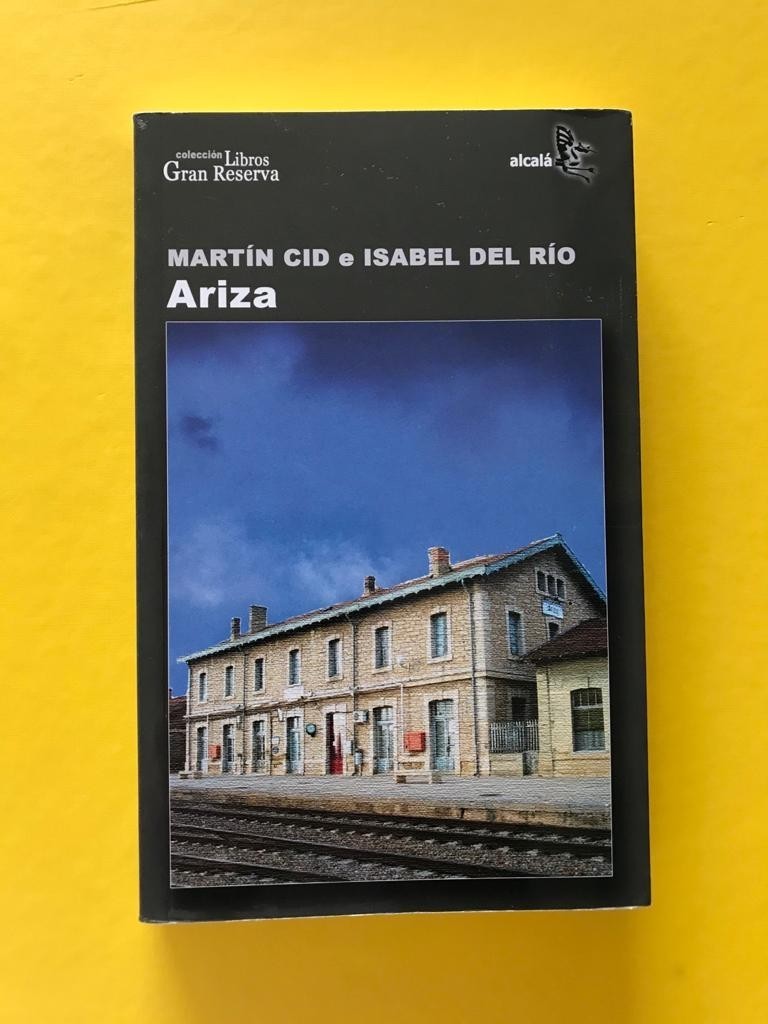 colección Libros
Gran Reserva
alcalá
MARTÍN CID e ISABEL DEL RÍO
Ariza